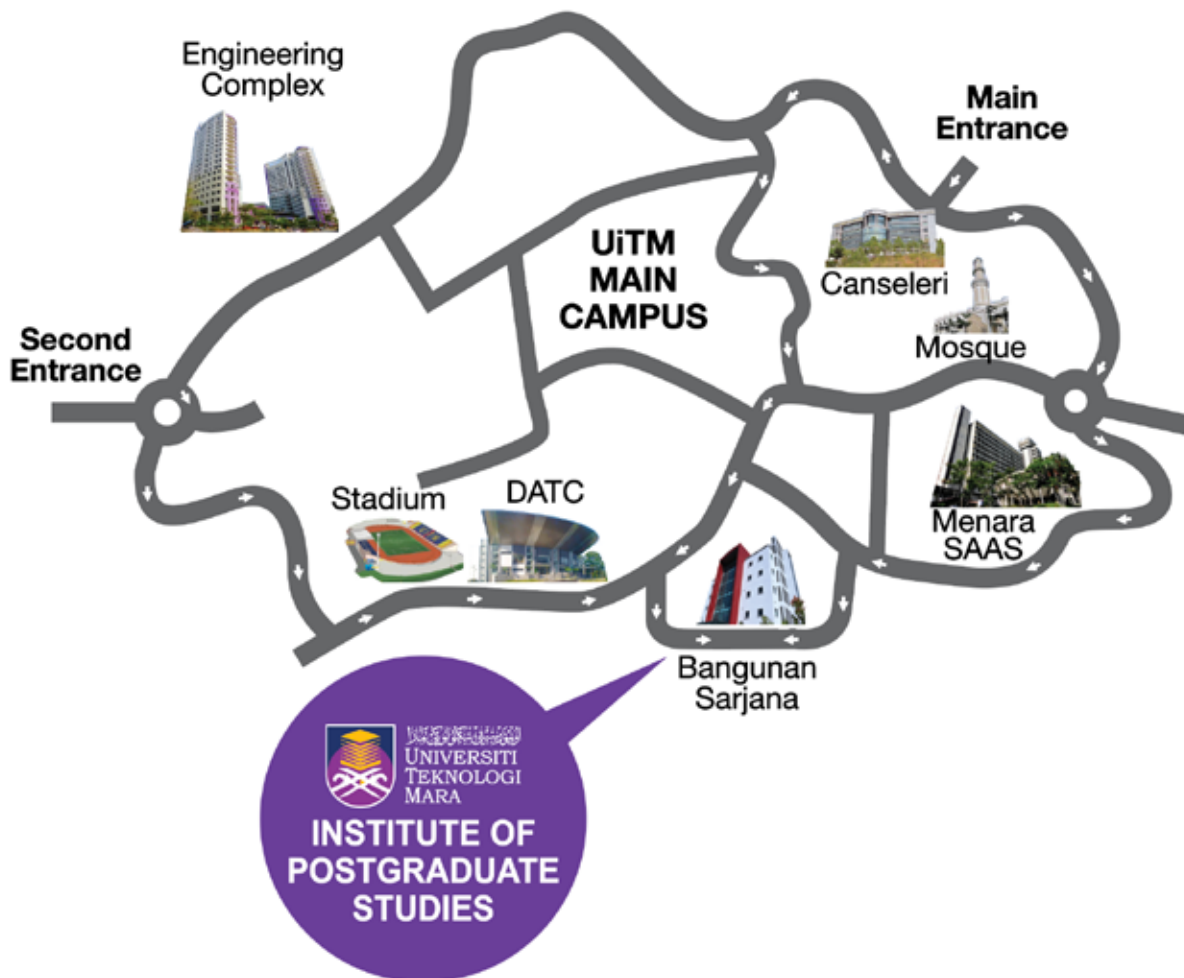 Engineering
Complex
Main
Entrance
UiTM
MAIN
CAMPUS
Canseleri
Mosque
Second
Entrance
Stadium
DATC
Menara
SAAS
Bangunan
Sarjana
UNIVERSITI
TEKNOLOGI
MARA
INSTITUTE OF
POSTGRADUATE
STUDIES